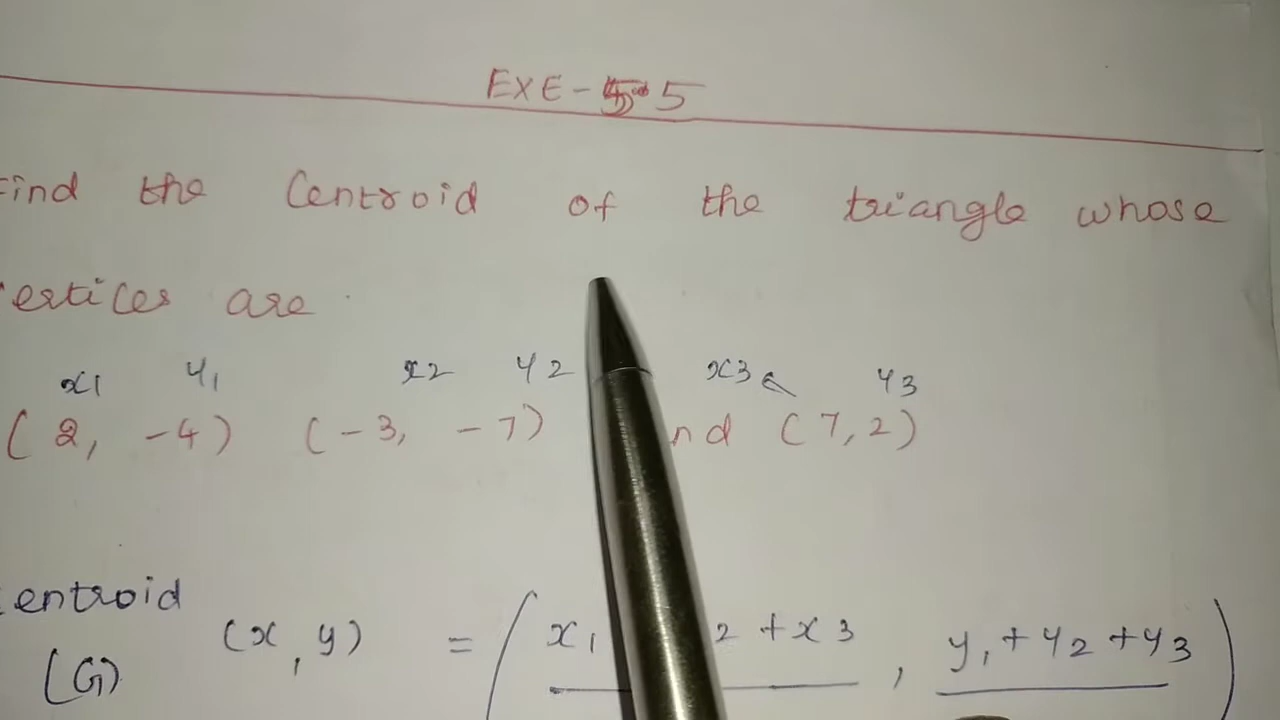 EXE - 5.5
Find the Centroid of the triangle whose
ertices are
x1 y1 x2 y2 x3 y3
(2, -4) (-3, -7) nd (7,2)
entroid
(G) (x, y) = ( x1 2 + x3 , y1 + y2 + y3 )